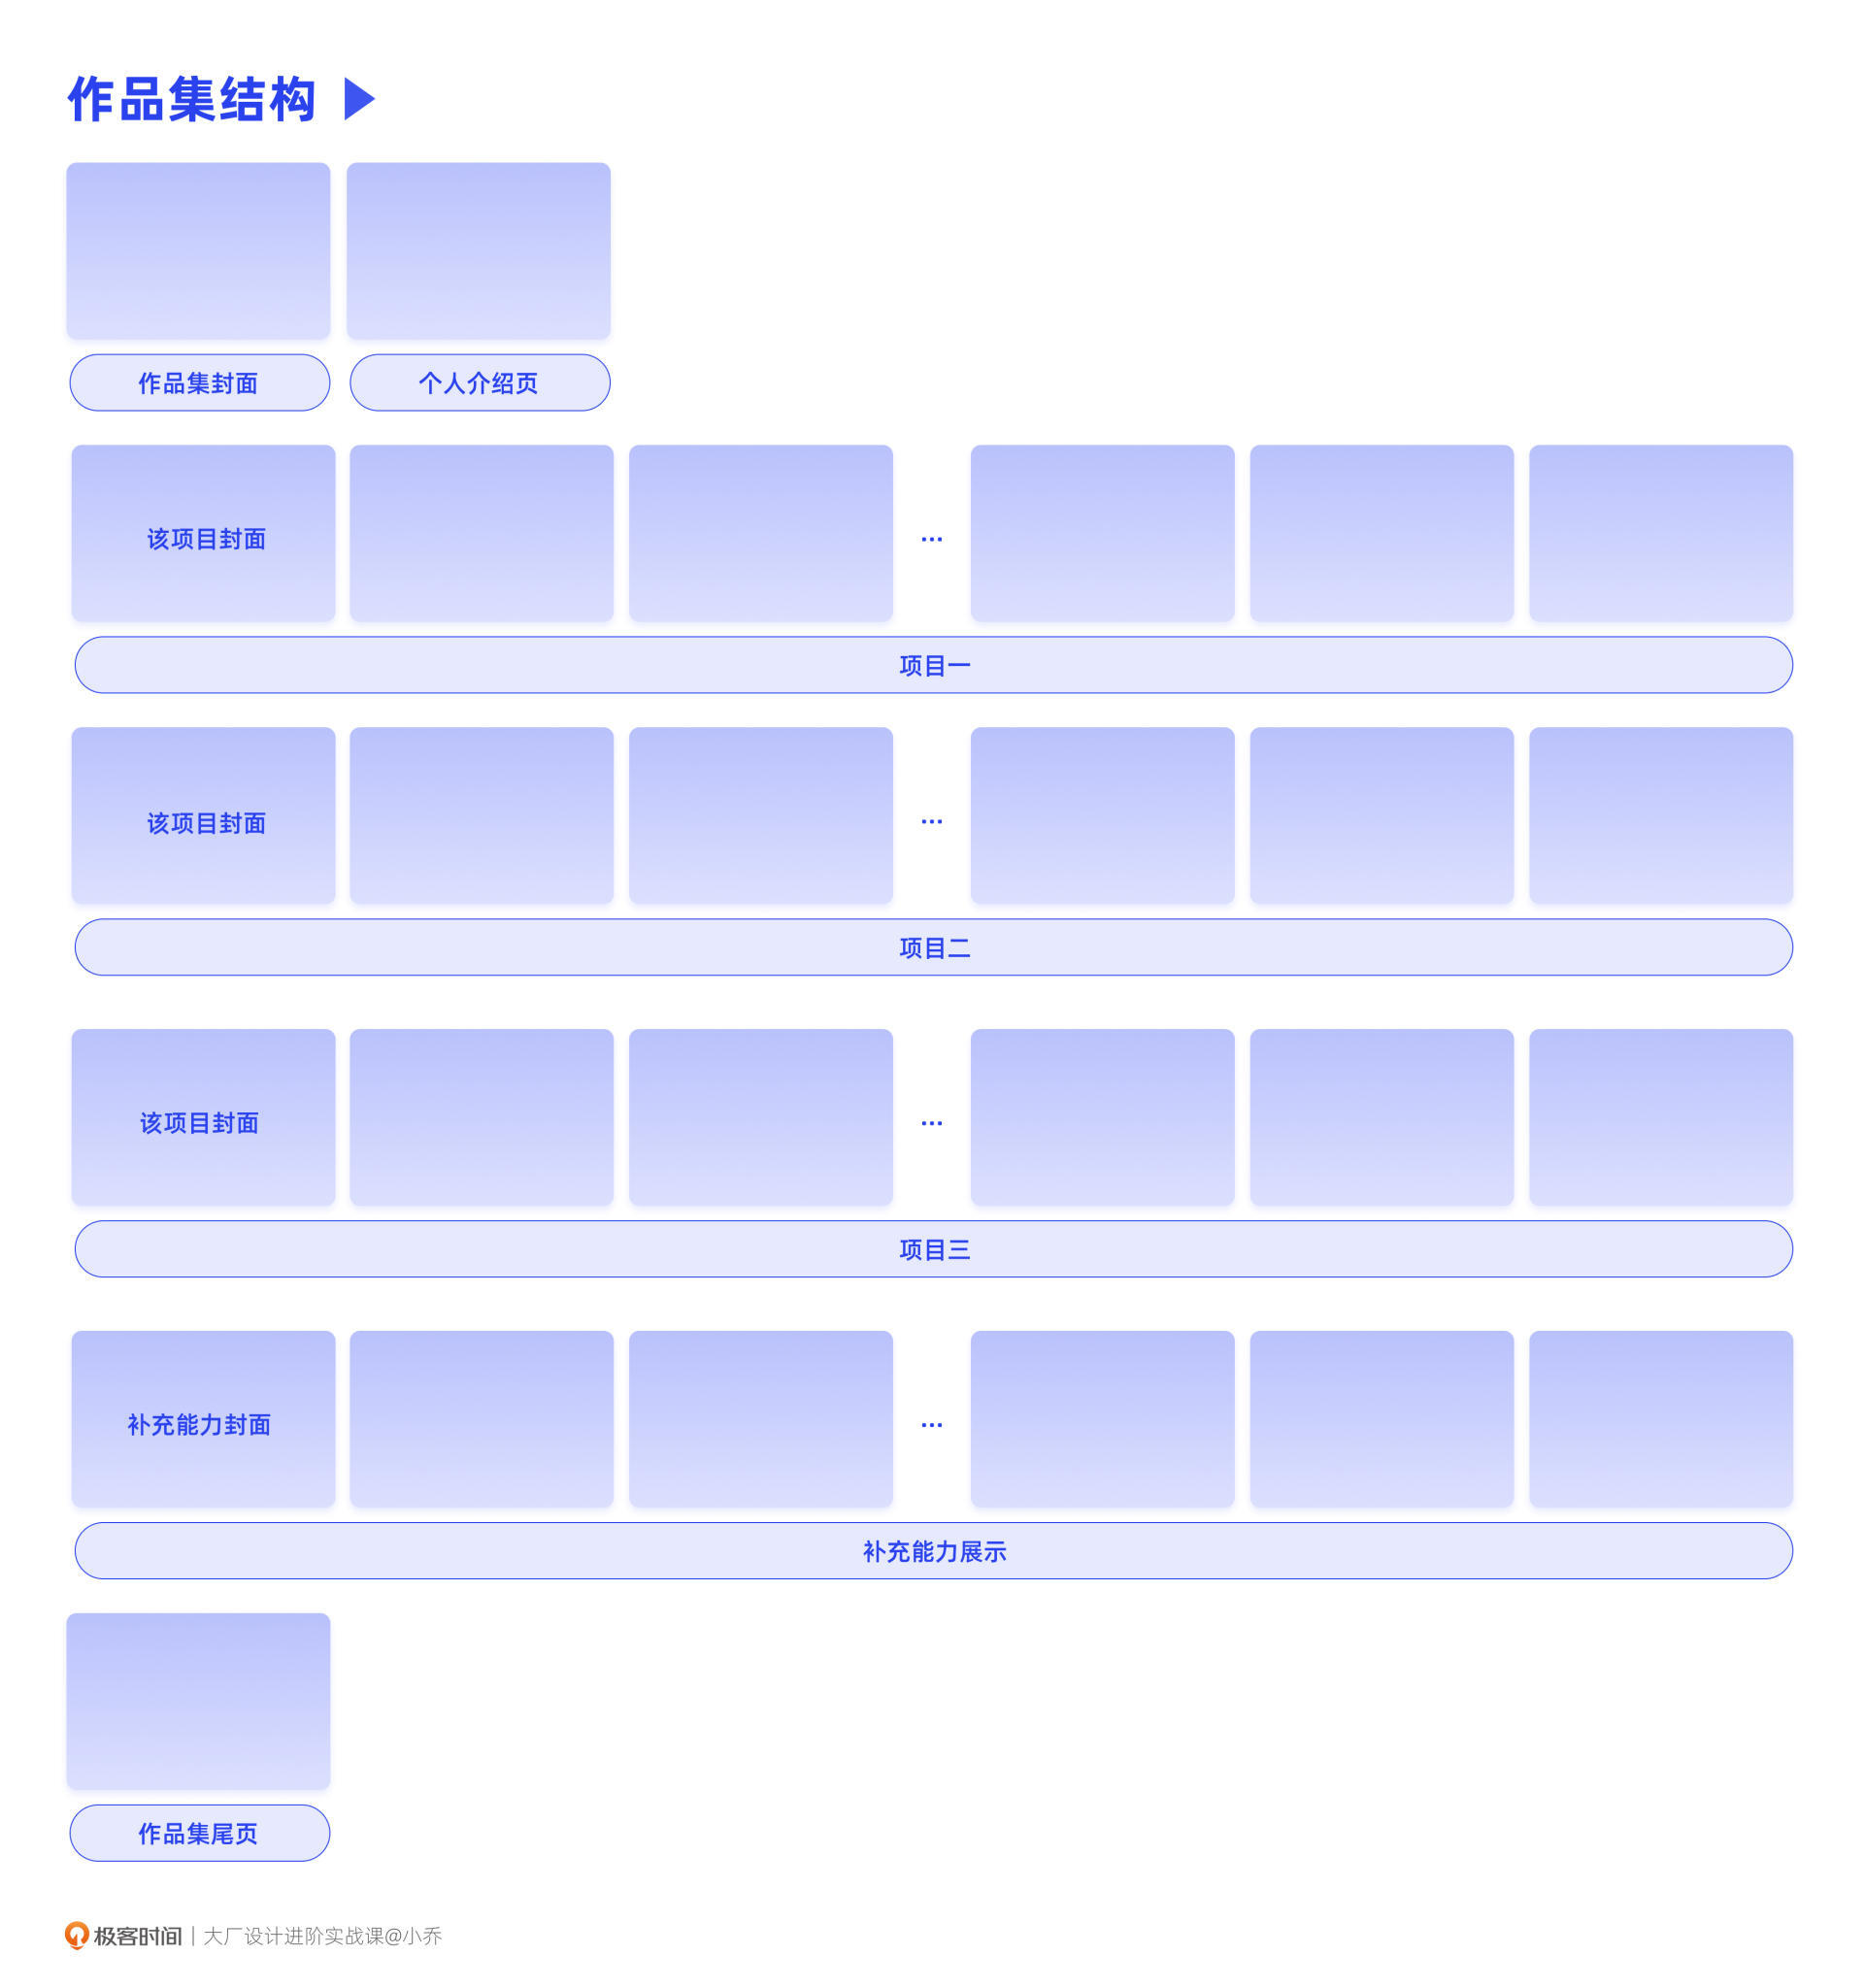 作品集结构
作品集封面
个人介绍页
该项目封面
...
项目一
该项目封面
...
项目二
该项目封面
...
项目三
补充能力封面
...
补充能力展示
作品集尾页
极客时间 | 大厂设计进阶实战课@小乔